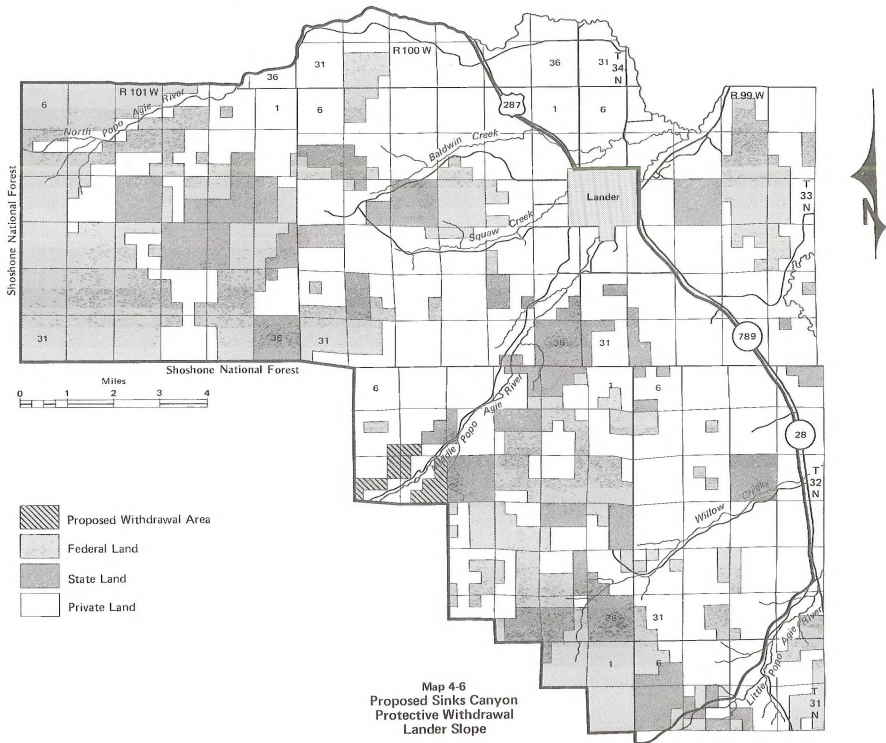 R 100 W
36
31
36
31
T
34
N
R 101 W
R 99 W
6
1
6
287
1
6
North Popo Agie River
Baldwin Creek
Shoshone National Forest
Lander
T
33
N
N
Squaw Creek
31
36
31
36
31
789
Shoshone National Forest
Miles
0 1 2 3 4
6
1
6
Middle Popo Agie River
28
T
32
N
Willow Creek
Proposed Withdrawal Area
Federal Land
State Land
Private Land
36
31
1
6
Little Popo Agie River
T
31
N
Map 4-6
Proposed Sinks Canyon
Protective Withdrawal
Lander Slope